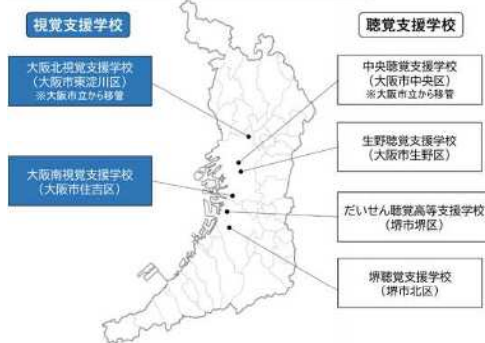 視覚支援学校
大阪北視覚支援学校
(大阪市東淀川区)
※大阪市立から移管
大阪南視覚支援学校
(大阪市住吉区)
聴覚支援学校
中央聴覚支援学校
(大阪市中央区)
※大阪市立から移管
生野聴覚支援学校
(大阪市生野区)
だいせん聴覚高等支援学校
(堺市堺区)
堺聴覚支援学校
(堺市北区)